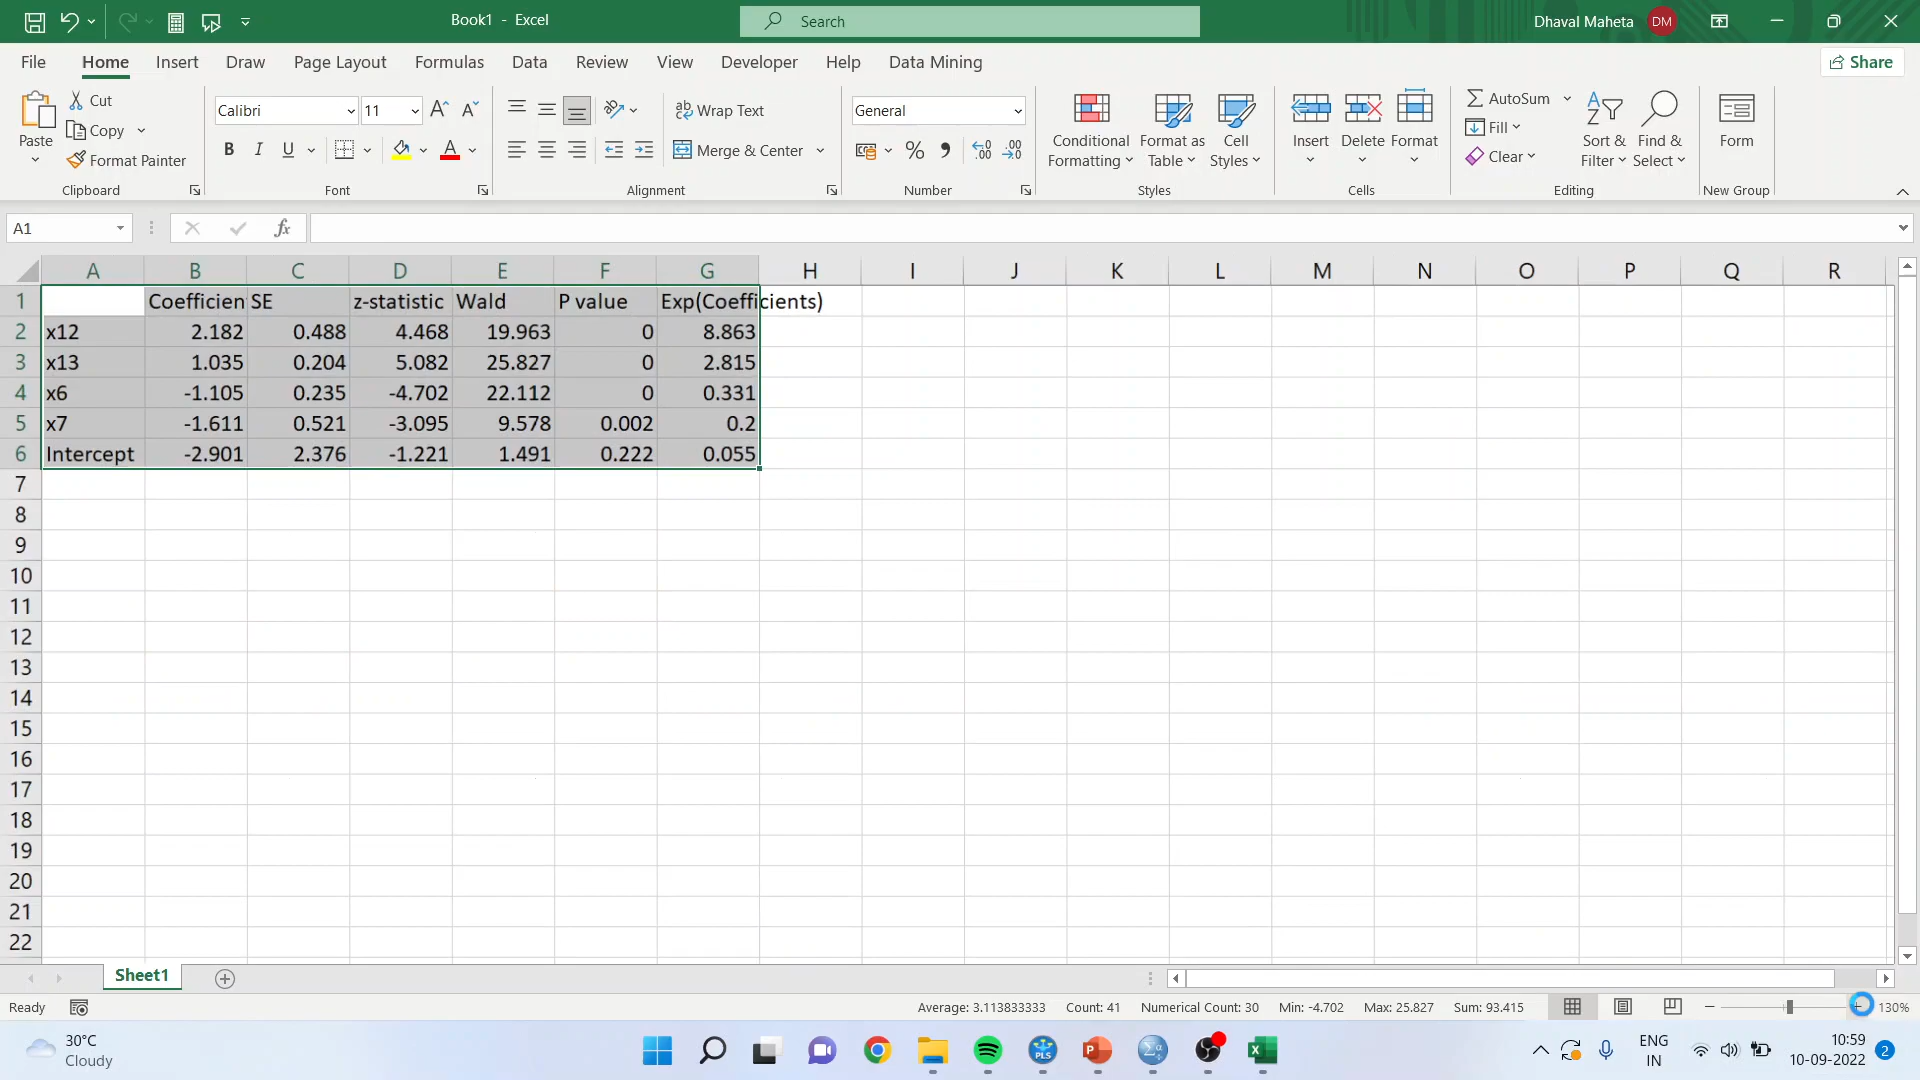 Book1 - Excel
Search
Dhaval Maheta DM
File Home Insert Draw Page Layout Formulas Data Review View Developer Help Data Mining
Share
Paste
Cut
Copy
Format Painter
Clipboard
Calibri 11
B I U
Font
Wrap Text
Merge & Center
Alignment
General
Number
Conditional Formatting
Format as Table
Cell Styles
Styles
Insert Delete Format
Cells
AutoSum
Fill
Clear
Sort & Filter
Find & Select
Editing
Form
New Group
A1
fx
A B C D E F G H I J K L M N O P Q R
1 Coefficien SE z-statistic Wald P value Exp(Coefficients)
2 x12 2.182 0.488 4.468 19.963 0 8.863
3 x13 1.035 0.204 5.082 25.827 0 2.815
4 x6 -1.105 0.235 -4.702 22.112 0 0.331
5 x7 -1.611 0.521 -3.095 9.578 0.002 0.2
6 Intercept -2.901 2.376 -1.221 1.491 0.222 0.055
7
8
9
10
11
12
13
14
15
16
17
18
19
20
21
22
Sheet1
Ready
Average: 3.113833333 Count: 41 Numerical Count: 30 Min: -4.702 Max: 25.827 Sum: 93.415
130%
30°C
Cloudy
PLS
ENG
IN
10:59
10-09-2022
2